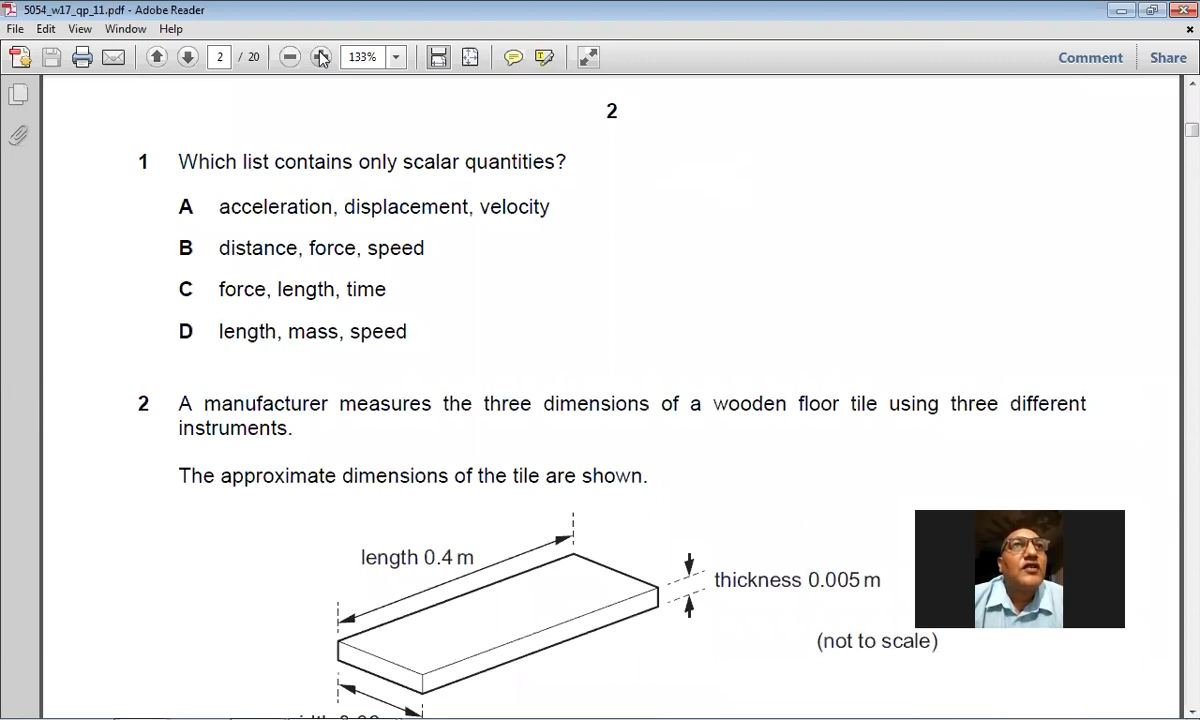 5054_w17_qp_11.pdf - Adobe Reader
File Edit View Window Help
2 / 20 133% Comment Share
2
1 Which list contains only scalar quantities?
A acceleration, displacement, velocity
B distance, force, speed
C force, length, time
D length, mass, speed
2 A manufacturer measures the three dimensions of a wooden floor tile using three different
instruments.
The approximate dimensions of the tile are shown.
length 0.4 m
thickness 0.005 m
(not to scale)